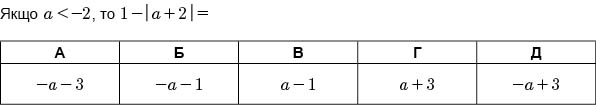 Якщо a < −2, то 1 − |a + 2| =
А Б В Г Д
−a − 3 −a − 1 a − 1 a + 3 −a + 3